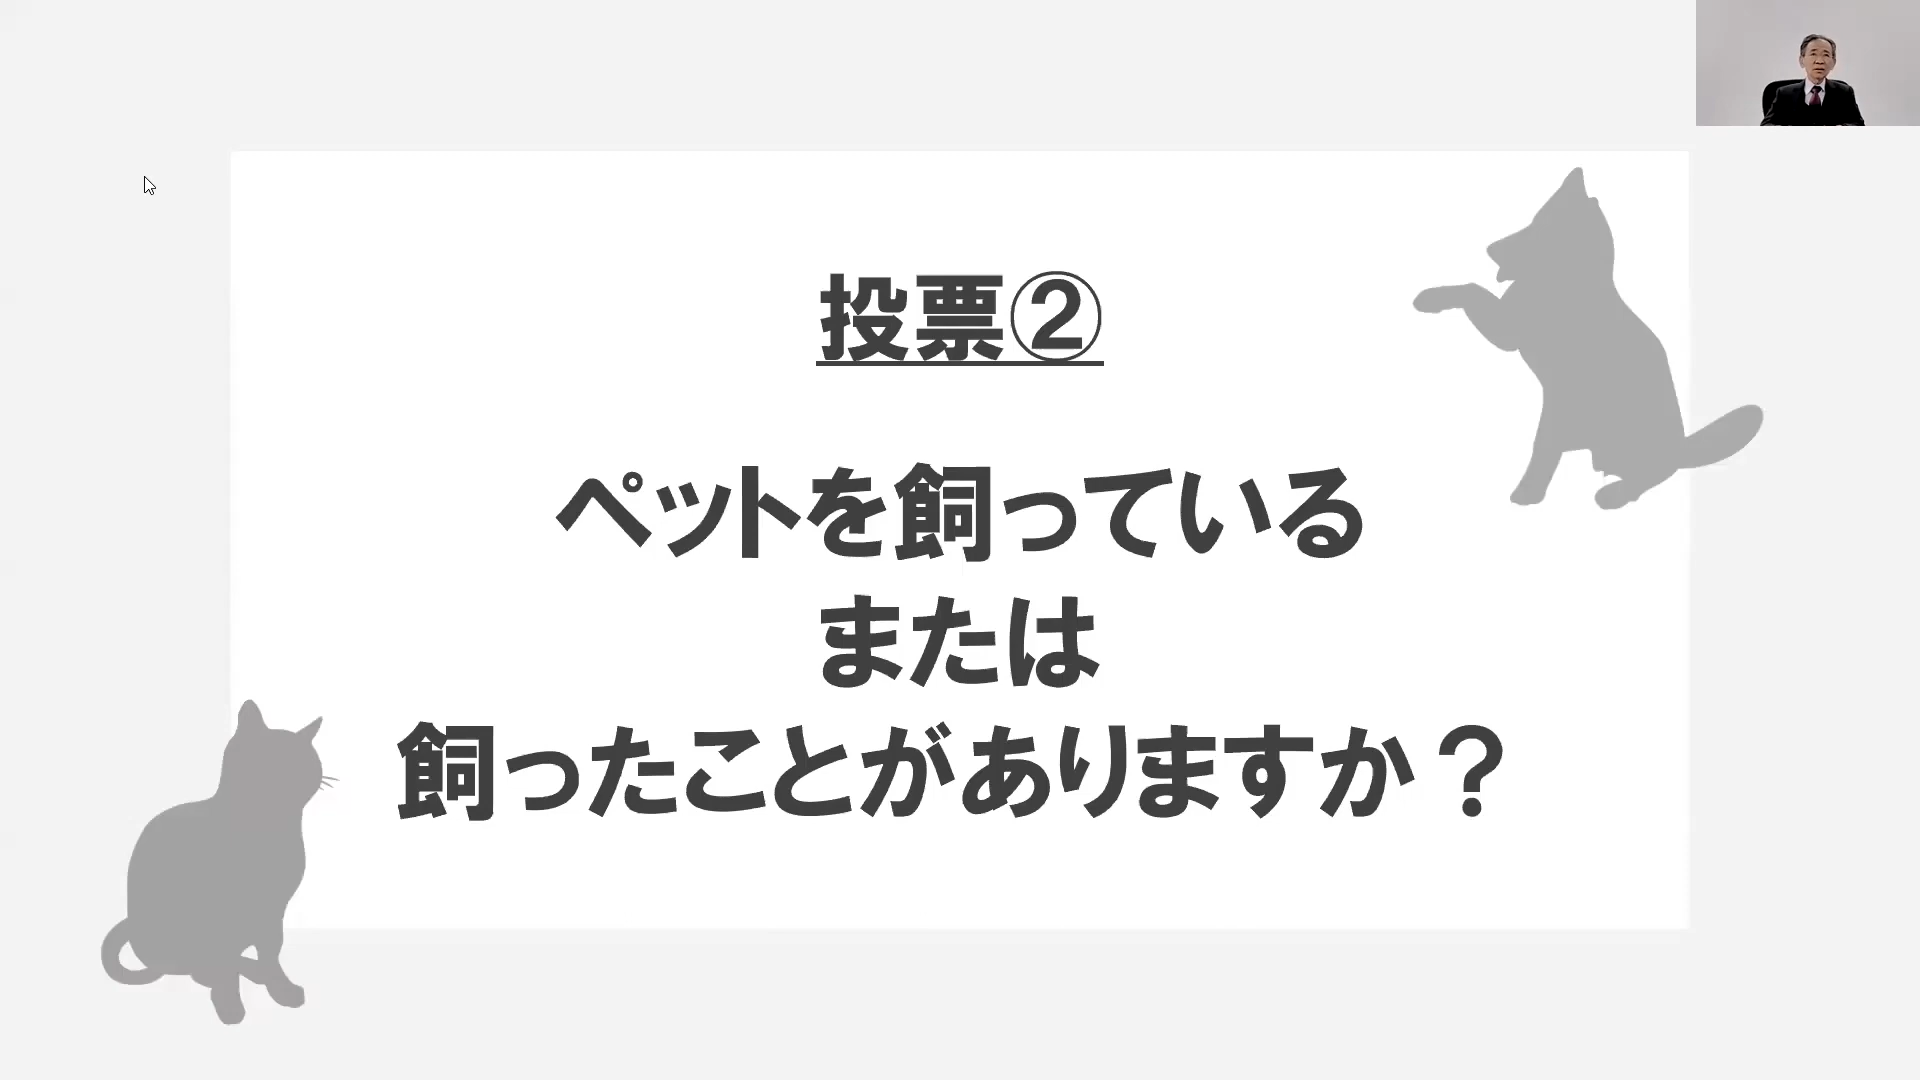 投票②
ペットを飼っている
または
飼ったことがありますか？